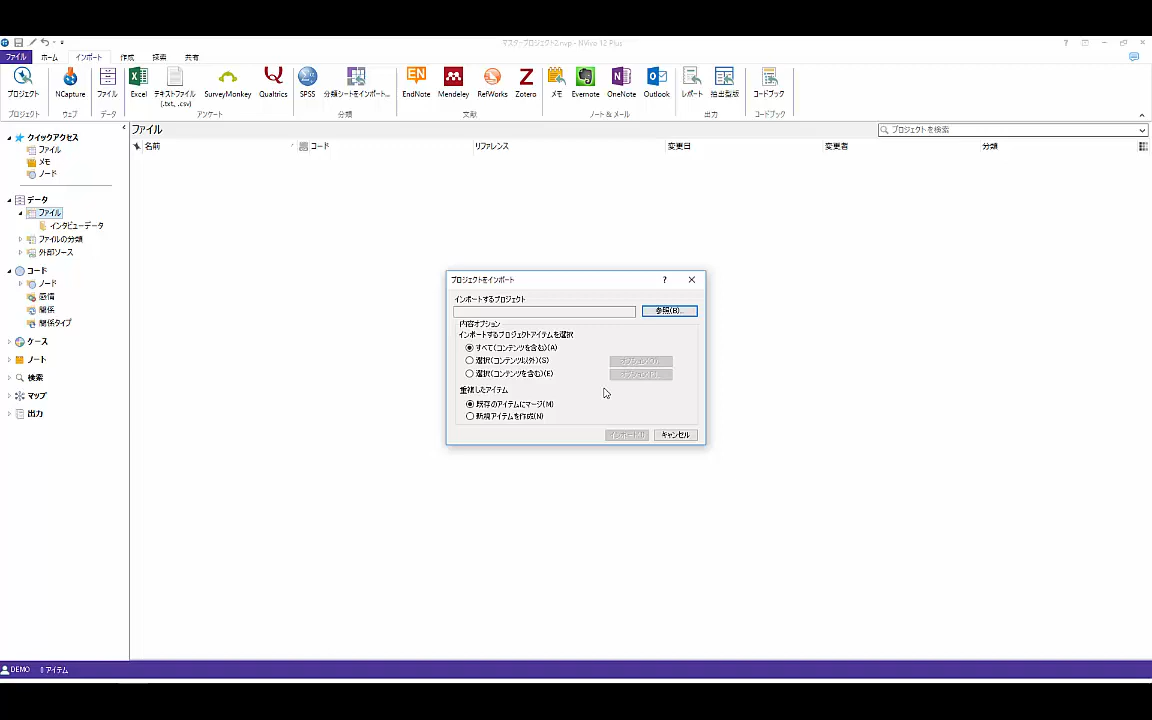 マスタープロジェクト2.nvp - NVivo 12 Plus
ファイル ホーム インポート 作成 探索 共有
プロジェクト NCapture ファイル Excel テキストファイル (.txt, .csv) SurveyMonkey Qualtrics SPSS 分類シートをインポート... EndNote Mendeley RefWorks Zotero メモ Evernote OneNote Outlook レポート 抽出型版 コードブック
プロジェクト ウェブ データ アンケート 分類 文献 ノート & メール 出力 コードブック
クイックアクセス
ファイル
メモ
ノード
データ
ファイル
インタビューデータ
ファイルの分類
外部ソース
コード
ノード
感情
関係
関係タイプ
ケース
ノート
検索
マップ
出力
ファイル
プロジェクトを検索
名前 コード リファレンス 変更日 変更者 分類
プロジェクトをインポート
インポートするプロジェクト
参照(B)...
内容オプション
インポートするプロジェクトアイテムを選択
すべて(コンテンツを含む)(A)
選択(コンテンツ以外)(S)
選択(コンテンツを含む)(E)
重複したアイテム
既存のアイテムにマージ(M)
新規アイテムを作成(N)
インポート(I) キャンセル
DEMO 0 アイテム